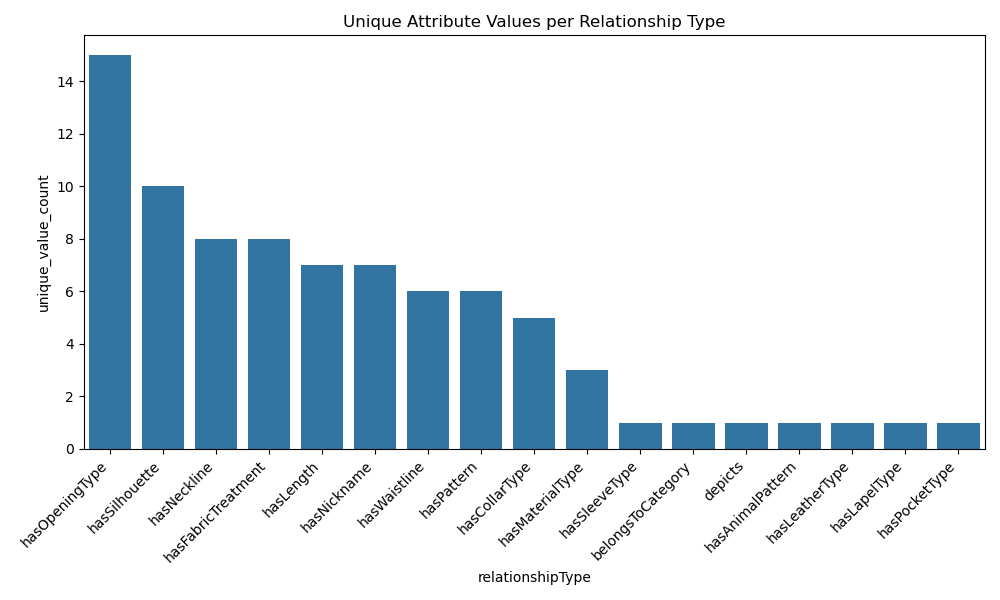 Unique Attribute Values per Relationship Type
unique_value_count
14
12
10
8
6
4
2
0
hasOpeningType
hasSilhouette
hasNeckline
hasFabricTreatment
hasLength
hasNickname
hasWaistline
hasPattern
hasCollarType
hasMaterialType
hasSleeveType
belongsToCategory
depicts
hasAnimalPattern
hasLeatherType
hasLapelType
hasPocketType
relationshipType